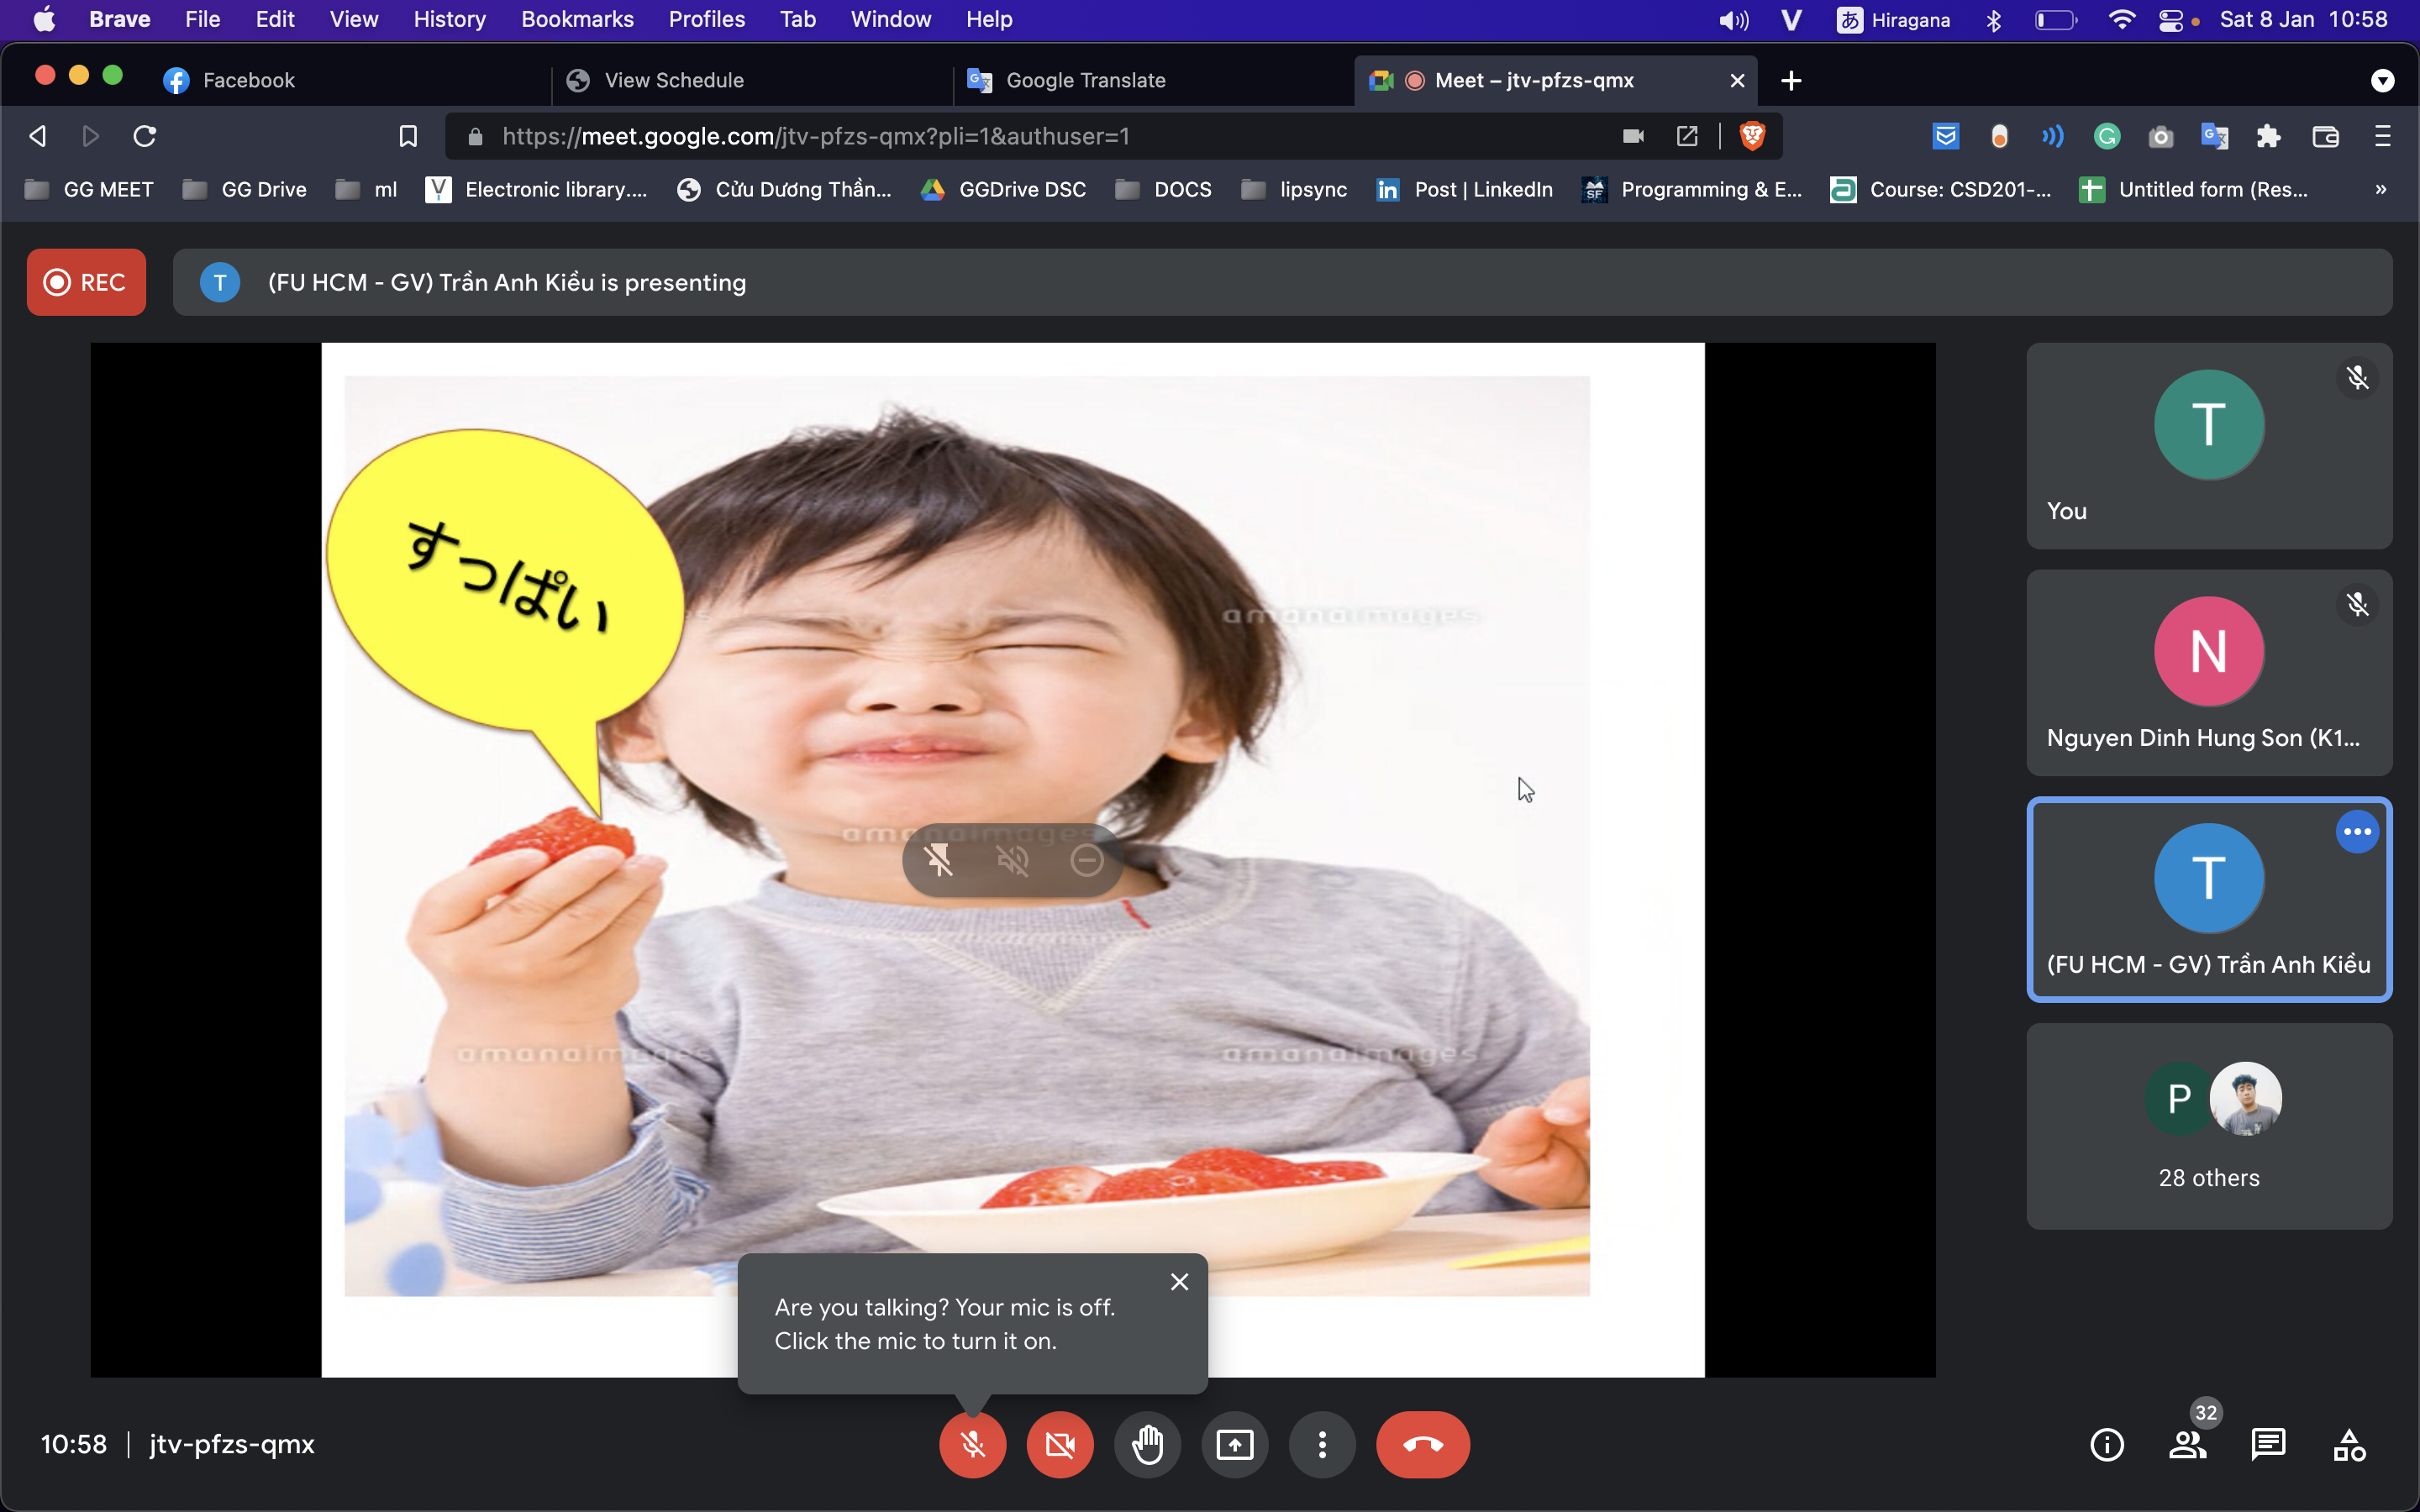 Brave File Edit View History Bookmarks Profiles Tab Window Help あ Hiragana Sat 8 Jan 10:58
Facebook View Schedule Google Translate Meet – jtv-pfzs-qmx
https://meet.google.com/jtv-pfzs-qmx?pli=1&authuser=1
GG MEET GG Drive ml Electronic library.... Cửu Dương Thần... GGDrive DSC DOCS lipsync Post | LinkedIn Programming & E... Course: CSD201-... Untitled form (Res... »
REC T (FU HCM - GV) Trần Anh Kiều is presenting
すっぱい
amanaimages
amanaimages
amanaimages
amanaimages
T
You
N
Nguyen Dinh Hung Son (K1...
T
(FU HCM - GV) Trần Anh Kiều
P
28 others
Are you talking? Your mic is off.
Click the mic to turn it on.
10:58 | jtv-pfzs-qmx
32